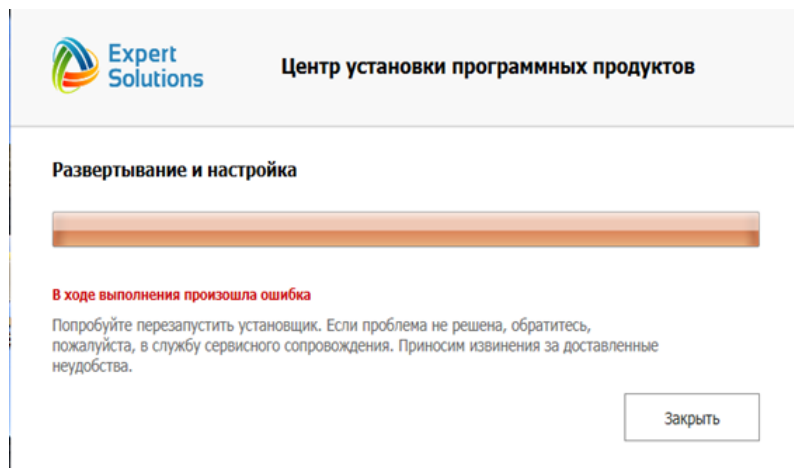 Expert
Solutions
Центр установки программных продуктов
Развертывание и настройка
В ходе выполнения произошла ошибка
Попробуйте перезапустить установщик. Если проблема не решена, обратитесь,
пожалуйста, в службу сервисного сопровождения. Приносим извинения за доставленные
неудобства.
Закрыть